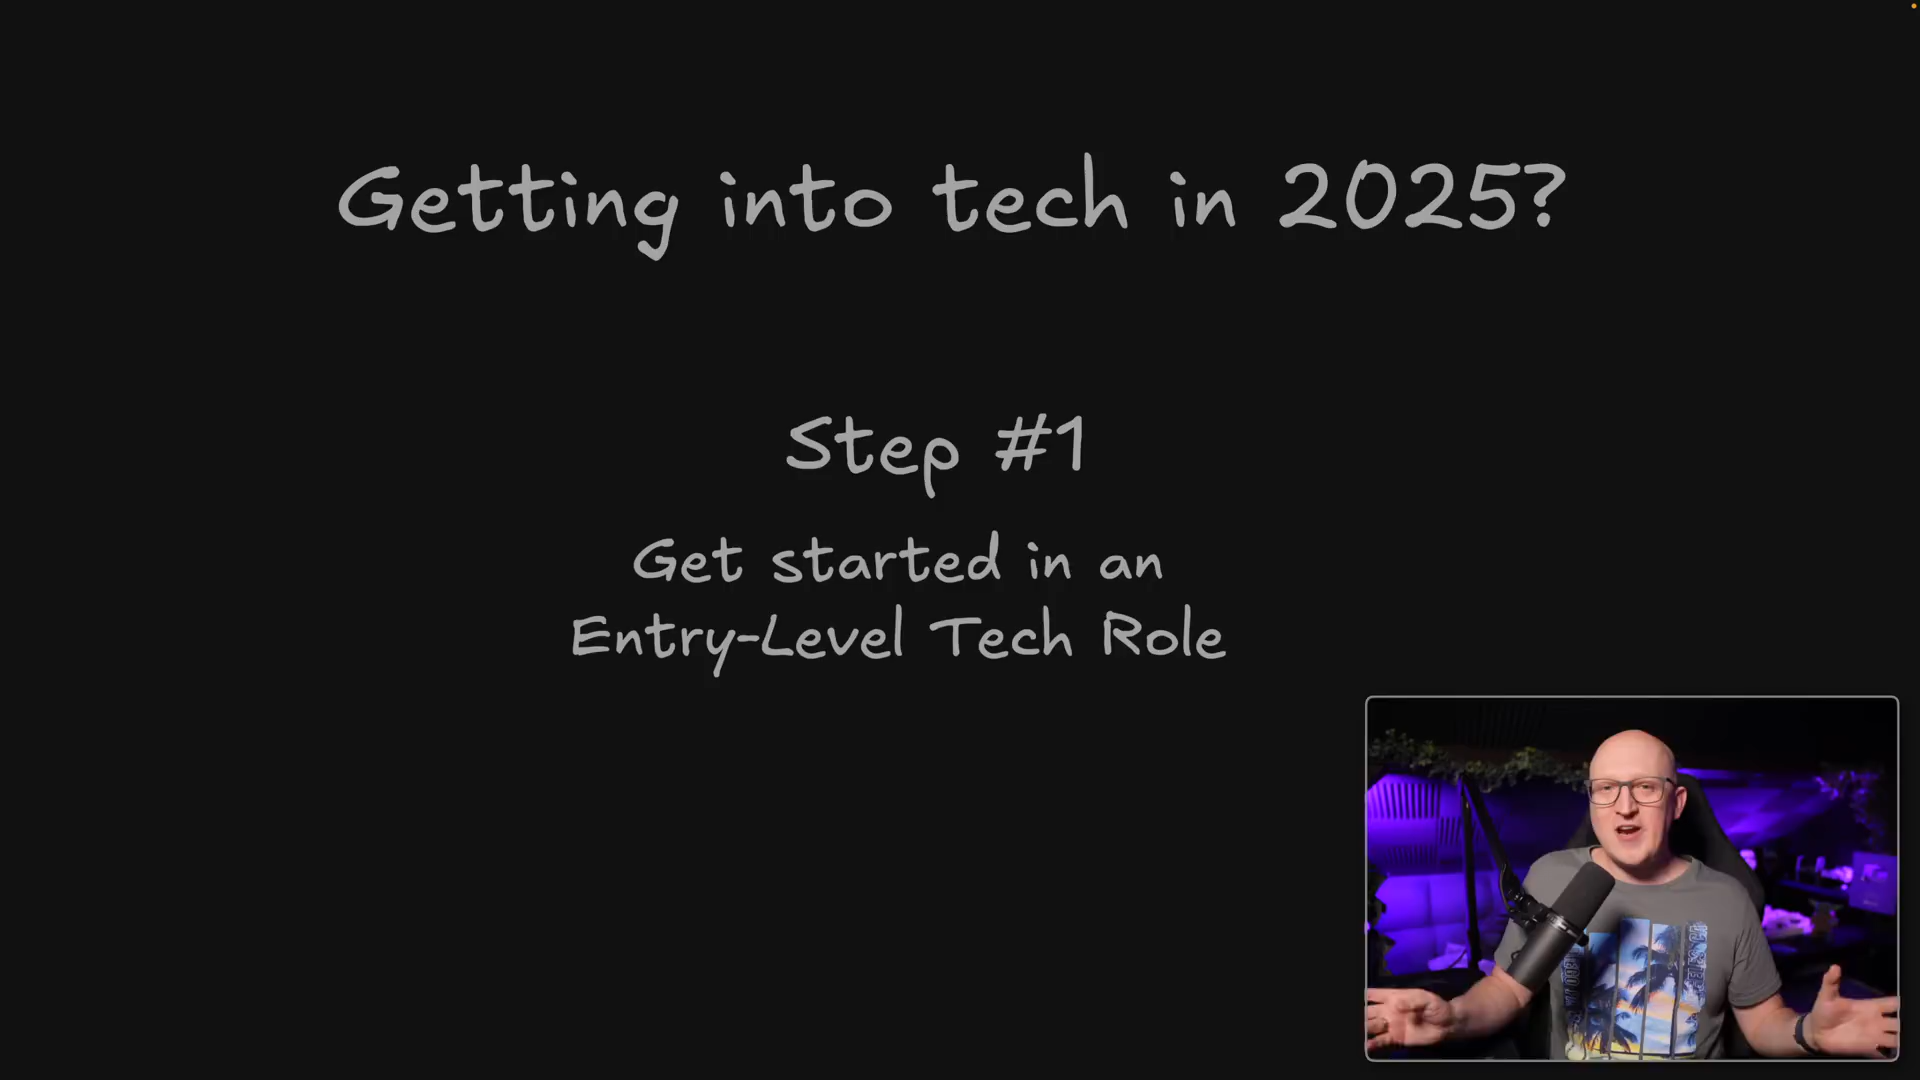 Getting into tech in 2025?
Step #1
Get started in an
Entry-Level Tech Role